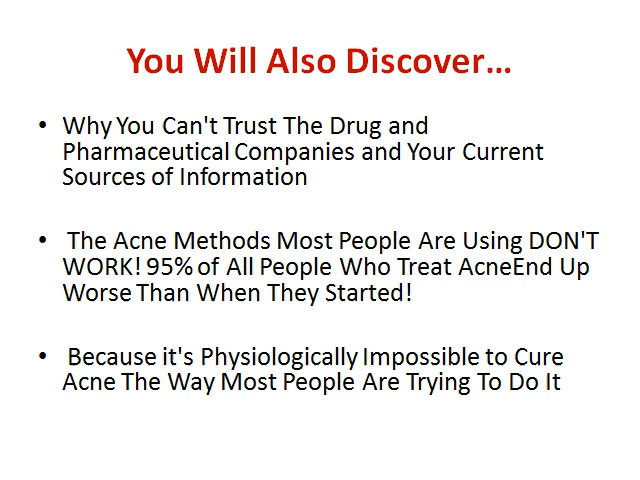 You Will Also Discover...
• Why You Can't Trust The Drug and
Pharmaceutical Companies and Your Current
Sources of Information
• The Acne Methods Most People Are Using DON'T
WORK! 95% of All People Who Treat AcneEnd Up
Worse Than When They Started!
• Because it's Physiologically Impossible to Cure
Acne The Way Most People Are Trying To Do It